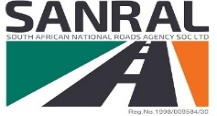 SANRAL
SOUTH AFRICAN NATIONAL ROADS AGENCY SOC LTD
Reg.No.1998/009584/30